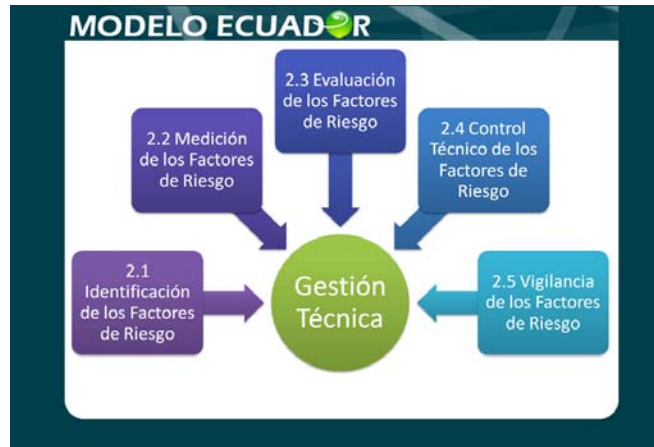 MODELO ECUADOR
2.3 Evaluación
de los Factores
de Riesgo
2.2 Medición
de los Factores
de Riesgo
2.4 Control
Técnico de los
Factores de
Riesgo
2.1
Identificación
de los Factores
de Riesgo
Gestión
Técnica
2.5 Vigilancia
de los Factores
de Riesgo